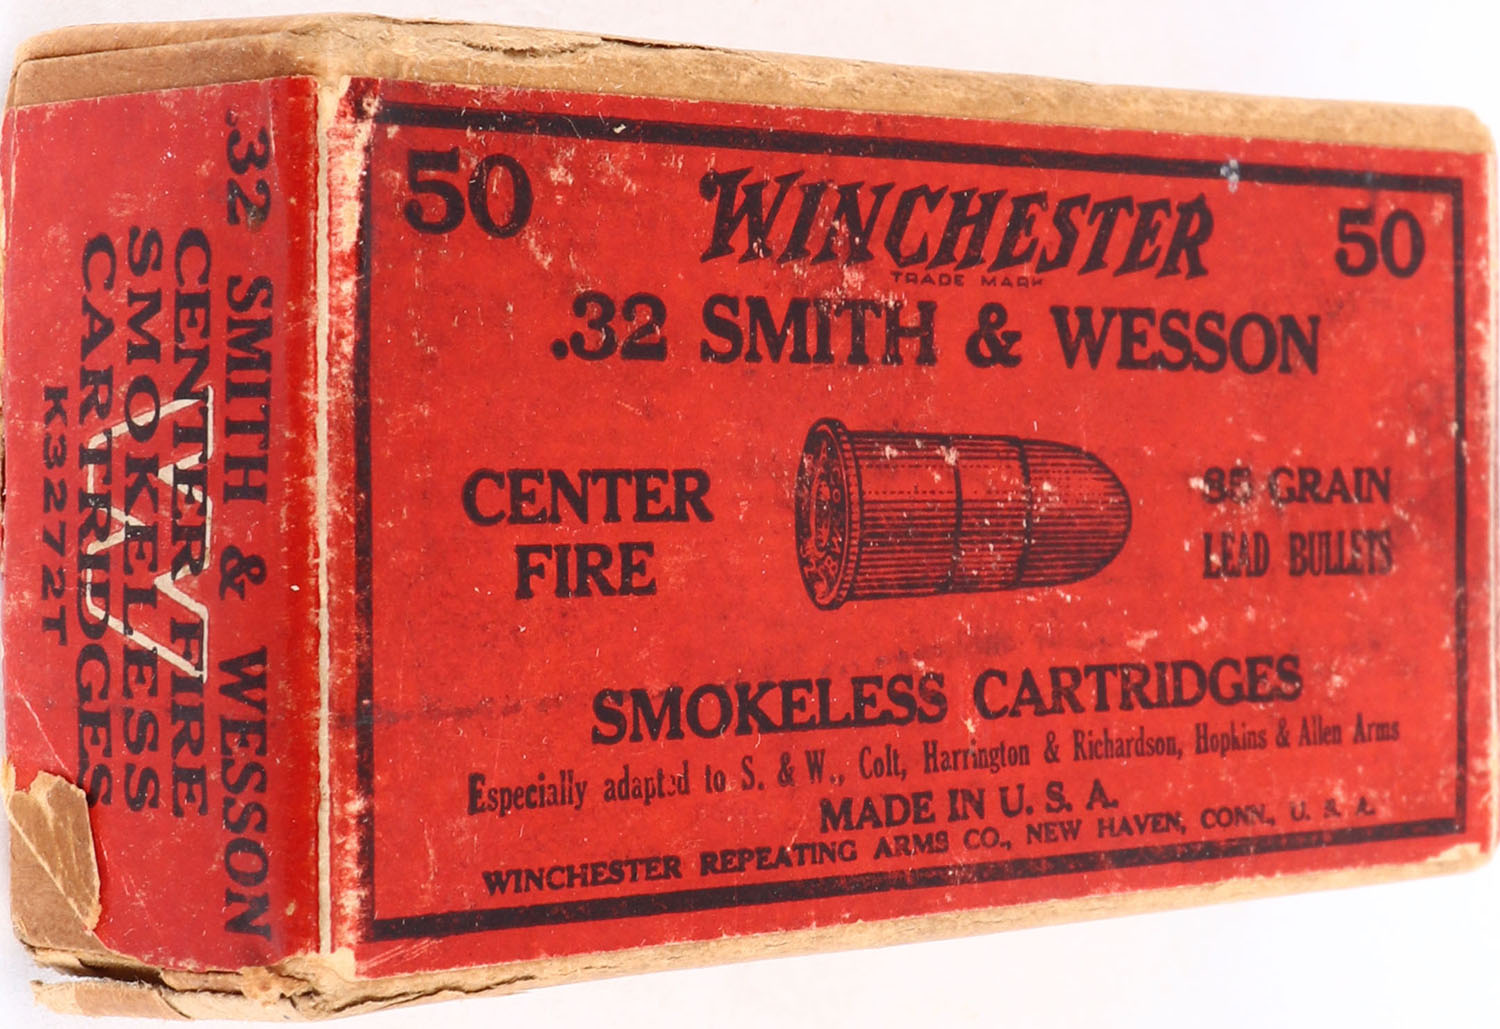 50
WINCHESTER
50
TRADE MARK
.32 SMITH & WESSON
CENTER
FIRE
85 GRAIN
LEAD BULLETS
SMOKELESS CARTRIDGES
Especially adapted to S. & W., Colt, Harrington & Richardson, Hopkins & Allen Arms
MADE IN U. S. A.
WINCHESTER REPEATING ARMS CO., NEW HAVEN, CONN., U. S. A.
.32 SMITH & WESSON
CENTER FIRE
SMOKELESS
CARTRIDGES
K3272T
W